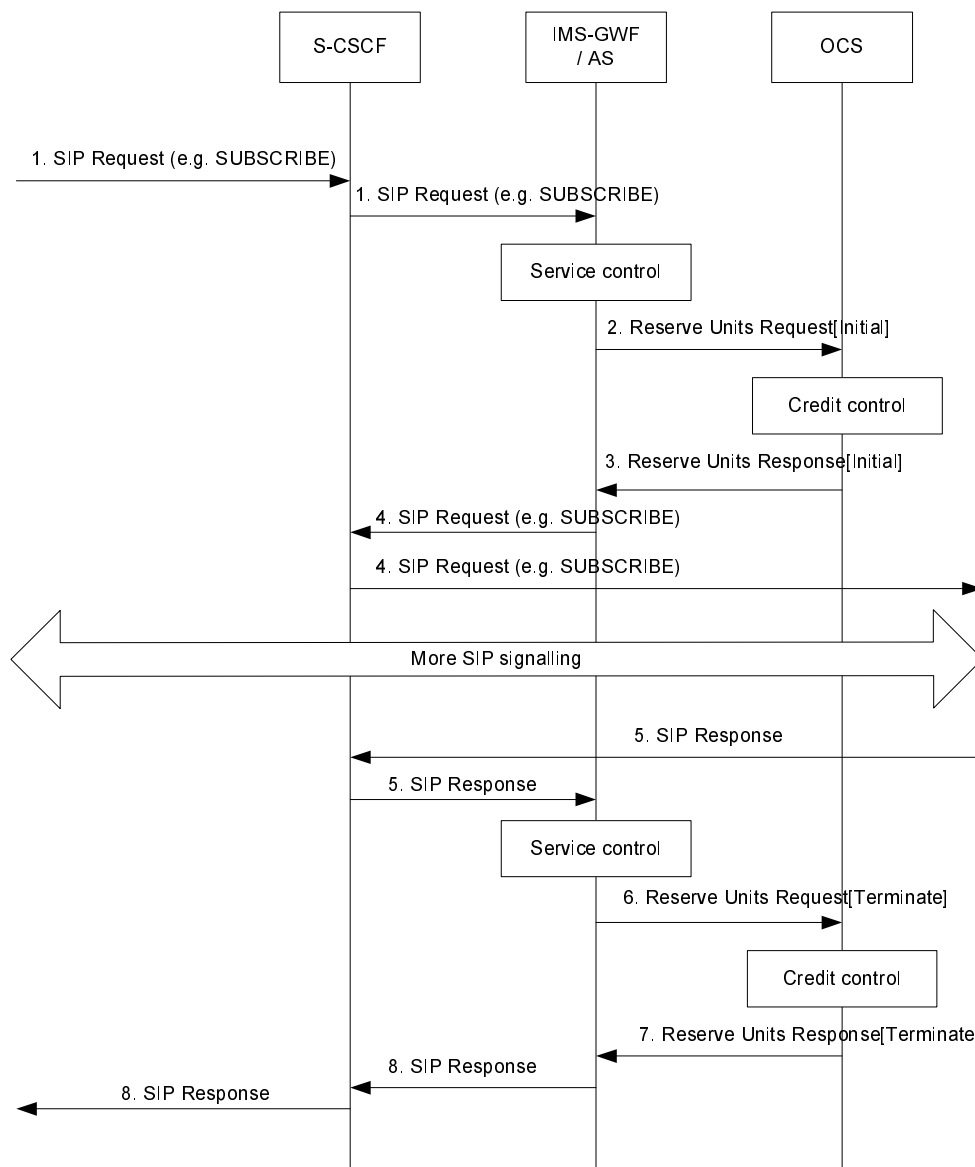 S-CSCF
IMS-GWF
/ AS
OCS
1. SIP Request (e.g. SUBSCRIBE)
1. SIP Request (e.g. SUBSCRIBE)
Service control
2. Reserve Units Request[Initial]
Credit control
3. Reserve Units Response[Initial]
4. SIP Request (e.g. SUBSCRIBE)
4. SIP Request (e.g. SUBSCRIBE)
More SIP signalling
5. SIP Response
5. SIP Response
Service control
6. Reserve Units Request[Terminate]
Credit control
7. Reserve Units Response[Terminate
8. SIP Response
8. SIP Response